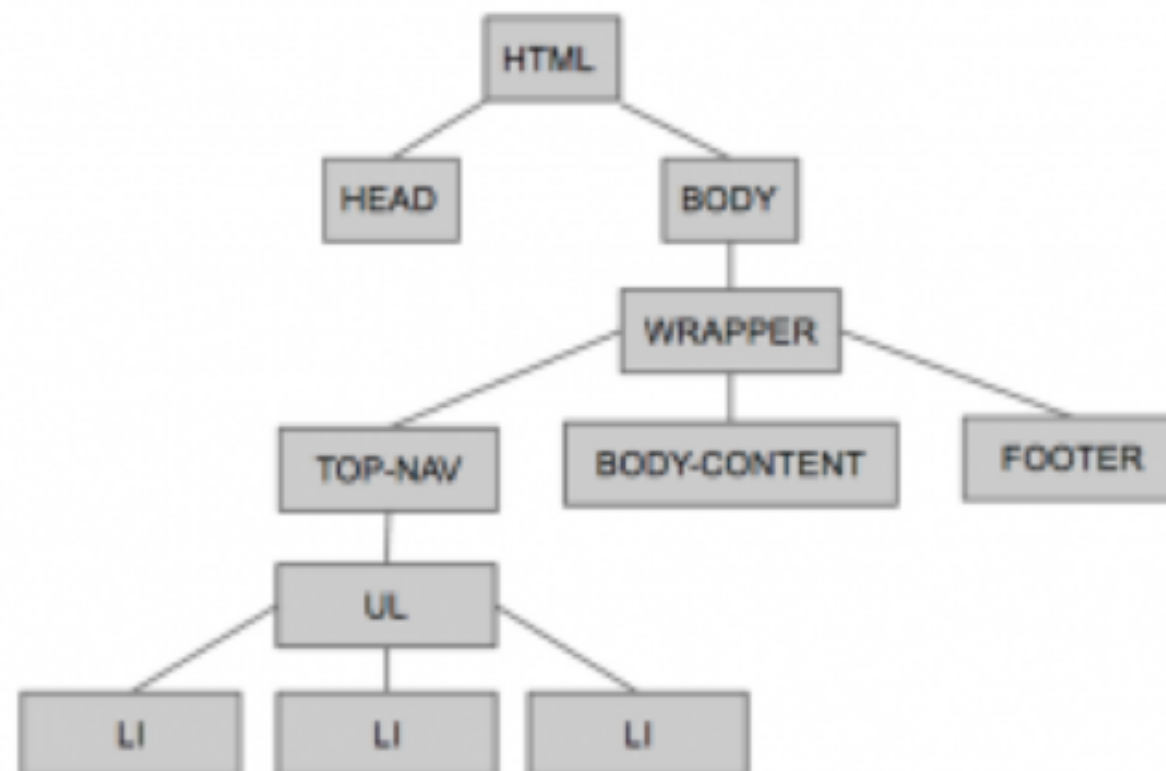 HTML
HEAD
BODY
WRAPPER
TOP-NAV
BODY-CONTENT
FOOTER
UL
LI
LI
LI